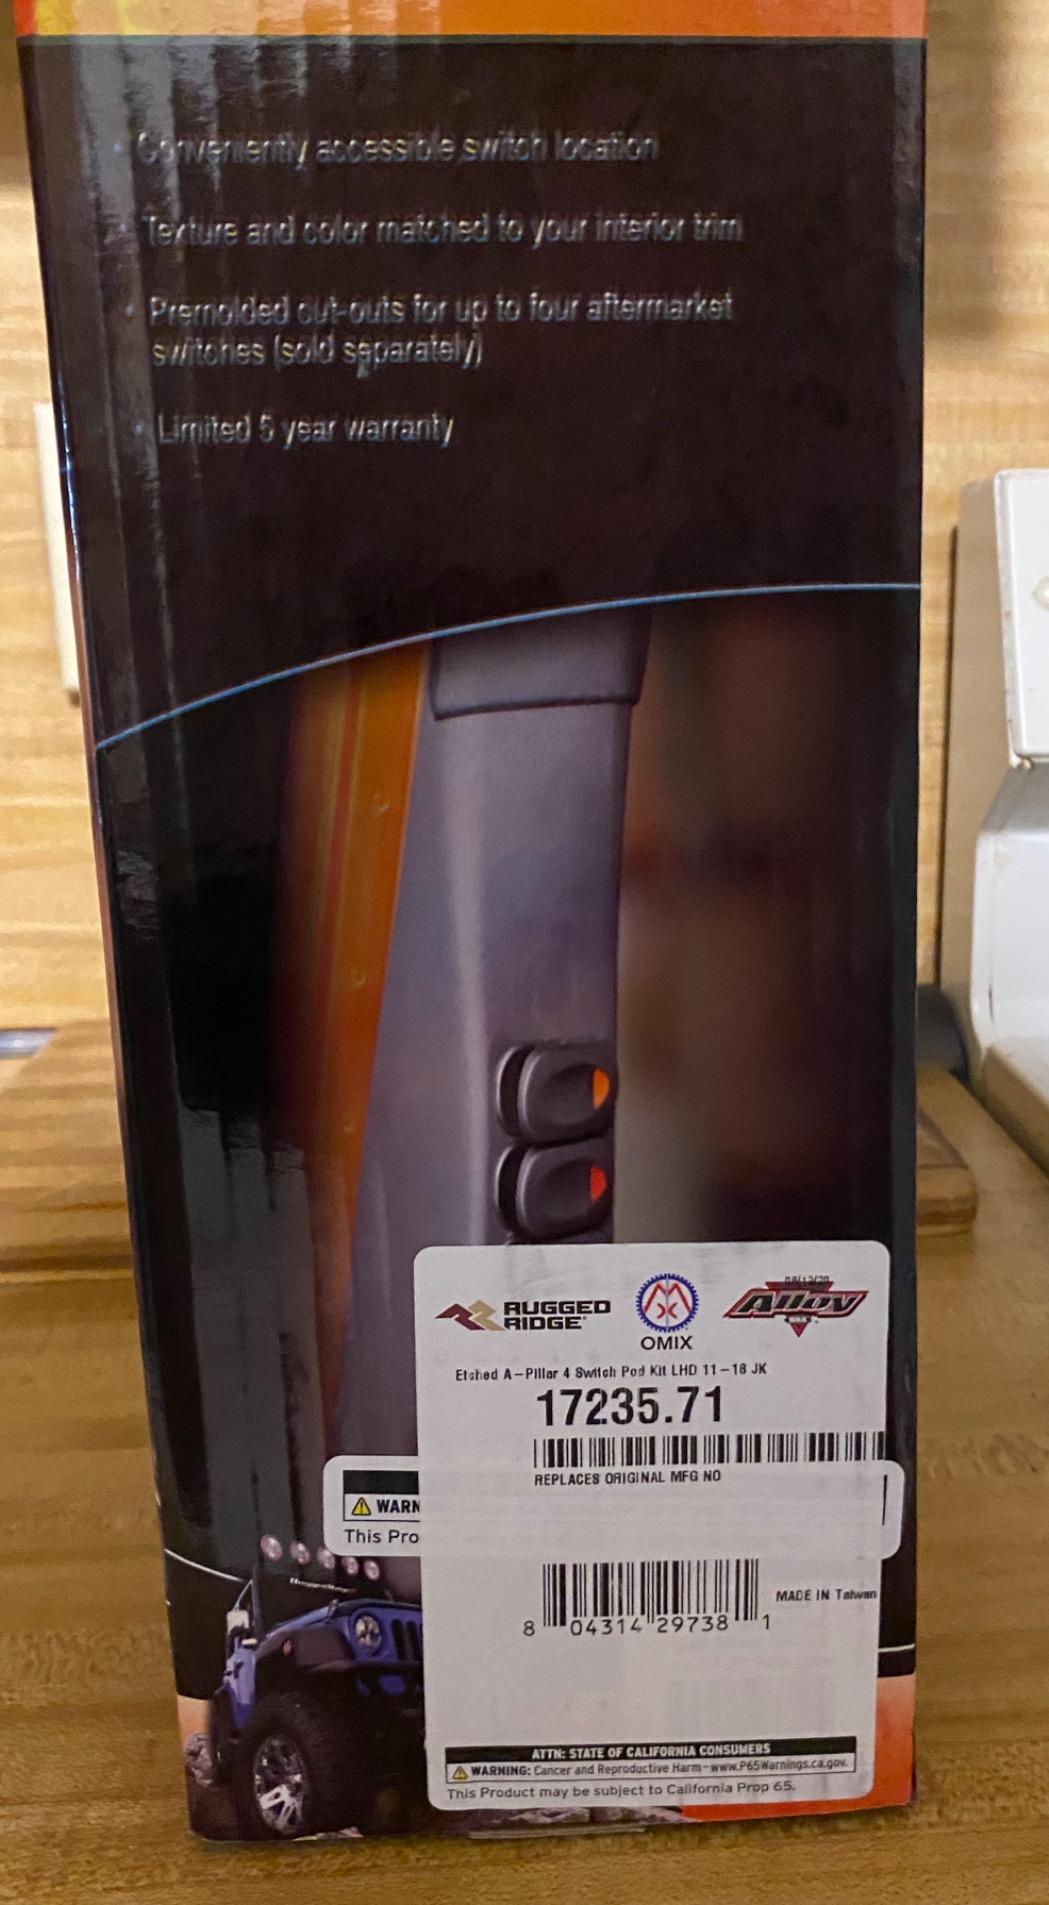 Conveniently accessible switch location
Texture and color matched to your interior trim
Premolded cut-outs for up to four aftermarket
switches (sold separately)
Limited 5 year warranty
RUGGED
RIDGE
OMIX
Alloy
USA
Etched A-Pillar 4 Switch Pod Kit LHD 11-18 JK
17235.71
REPLACES ORIGINAL MFG NO
WARN
This Pro
8 04314 29738 1
MADE IN Taiwan
ATTN: STATE OF CALIFORNIA CONSUMERS
WARNING: Cancer and Reproductive Harm-www.P65Warnings.ca.gov.
This Product may be subject to California Prop 65.